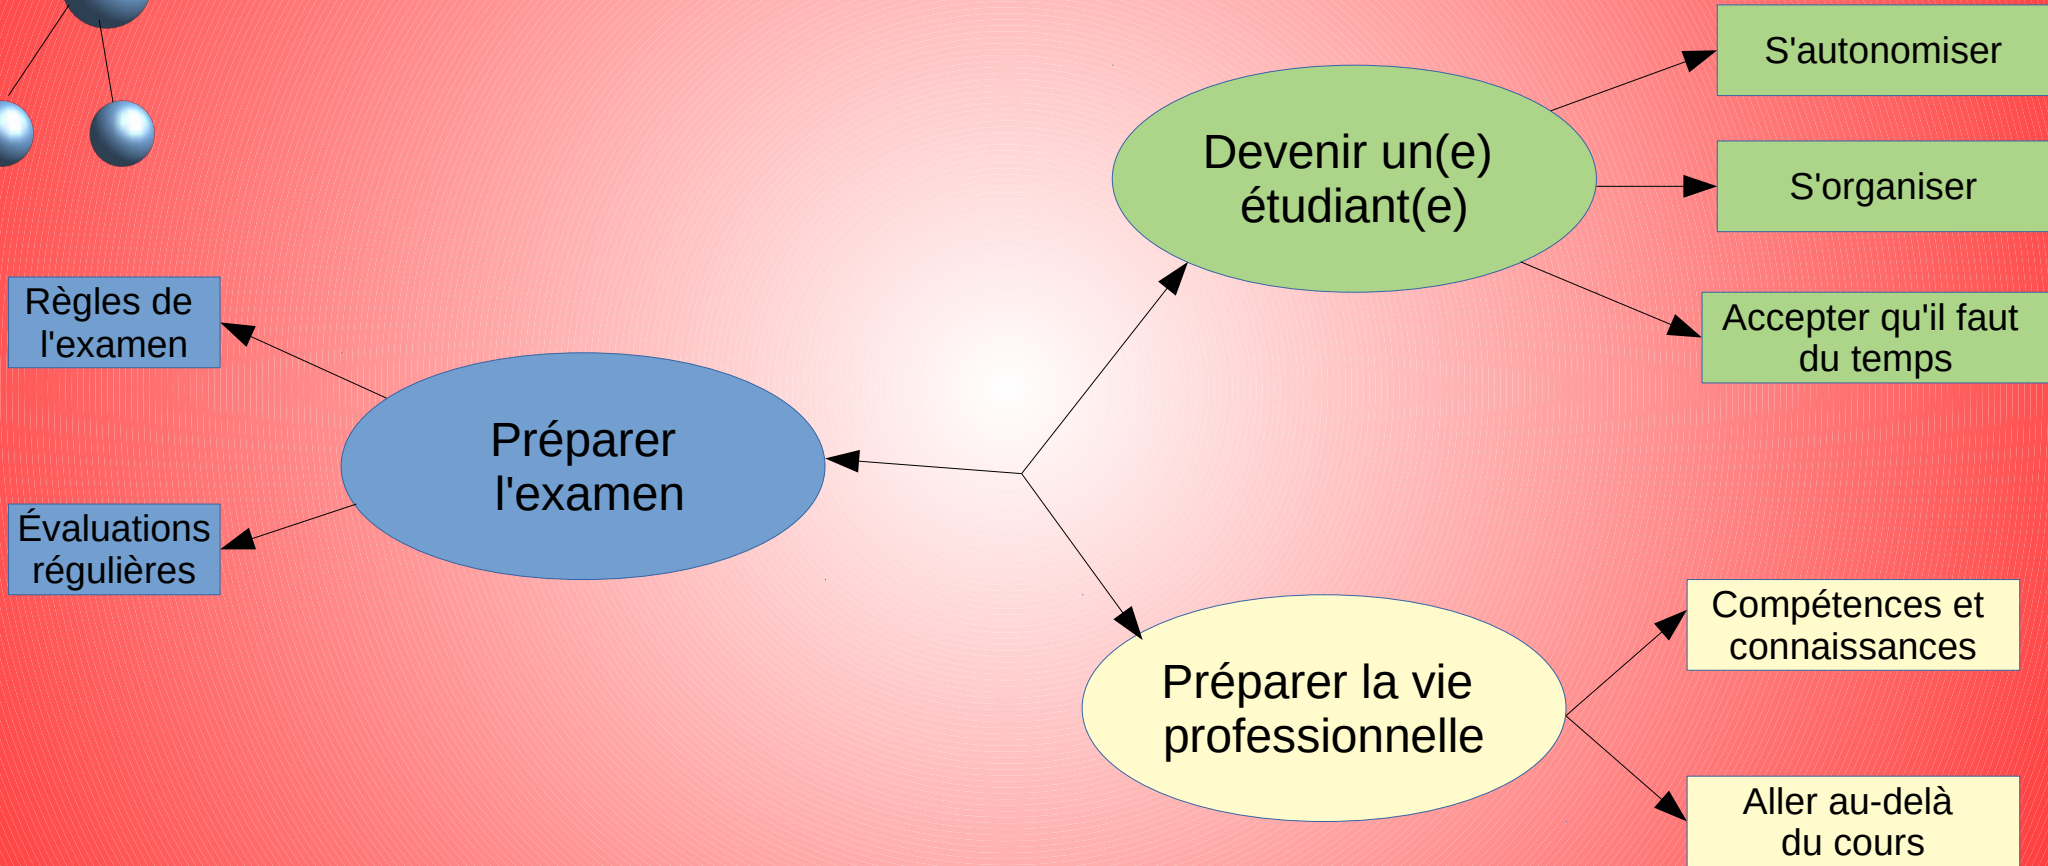 S'autonomiser
Devenir un(e)
étudiant(e)
S'organiser
Accepter qu'il faut
du temps
Règles de
l'examen
Préparer
l'examen
Évaluations
régulières
Préparer la vie
professionnelle
Compétences et
connaissances
Aller au-delà
du cours